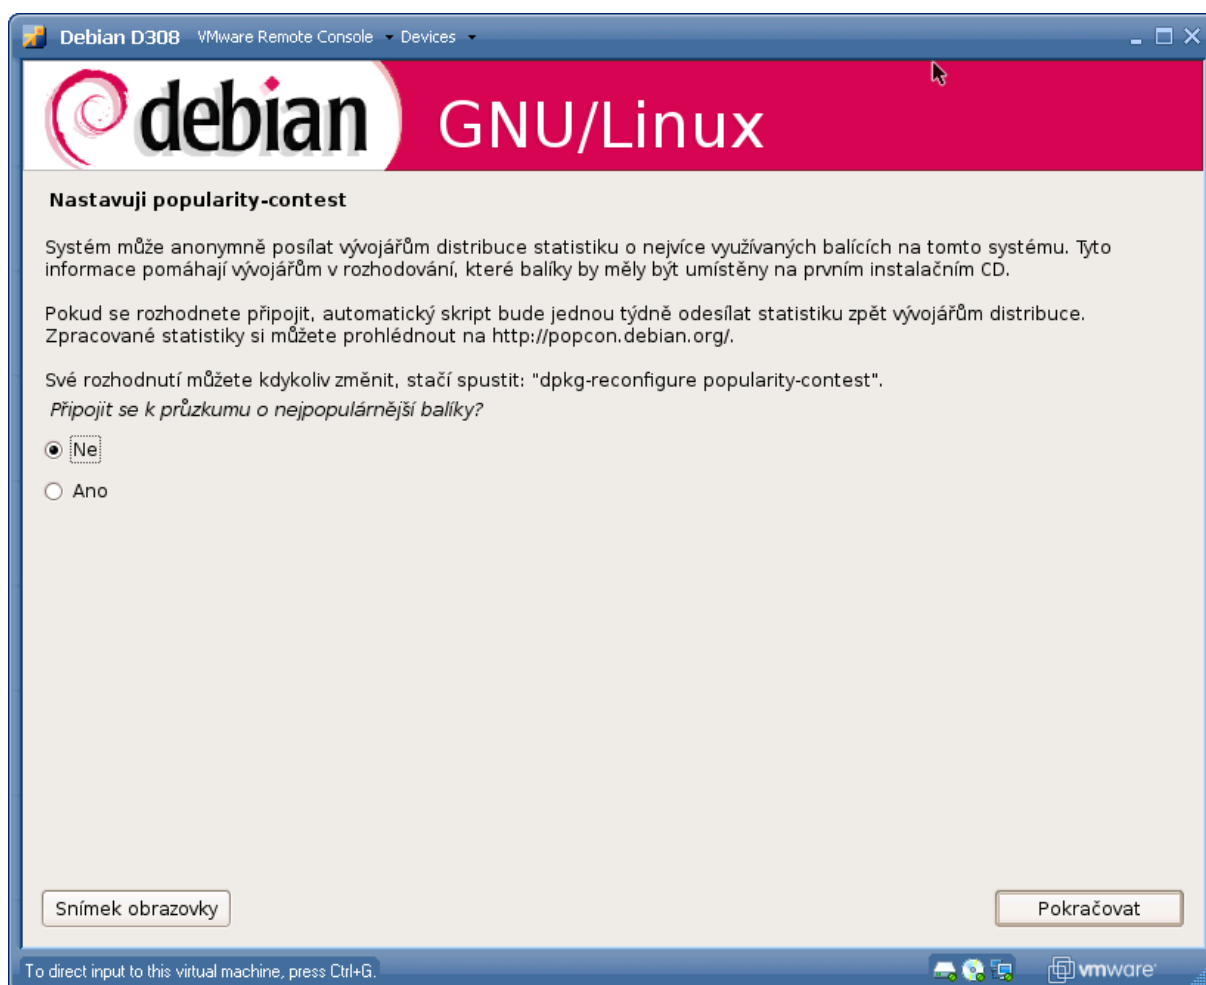 Debian D308 VMware Remote Console Devices
debian GNU/Linux
Nastavuji popularity-contest
Systém může anonymně posílat vývojářům distribuce statistiku o nejvíce využívaných balících na tomto systému. Tyto
informace pomáhají vývojářům v rozhodování, které balíky by měly být umístěny na prvním instalačním CD.
Pokud se rozhodnete připojit, automatický skript bude jednou týdně odesílat statistiku zpět vývojářům distribuce.
Zpracované statistiky si můžete prohlédnout na http://popcon.debian.org/.
Své rozhodnutí můžete kdykoliv změnit, stačí spustit: "dpkg-reconfigure popularity-contest".
Připojit se k průzkumu o nejpopulárnější balíky?
Ne
Ano
Snímek obrazovky
Pokračovat
To direct input to this virtual machine, press Ctrl+G.
vmware